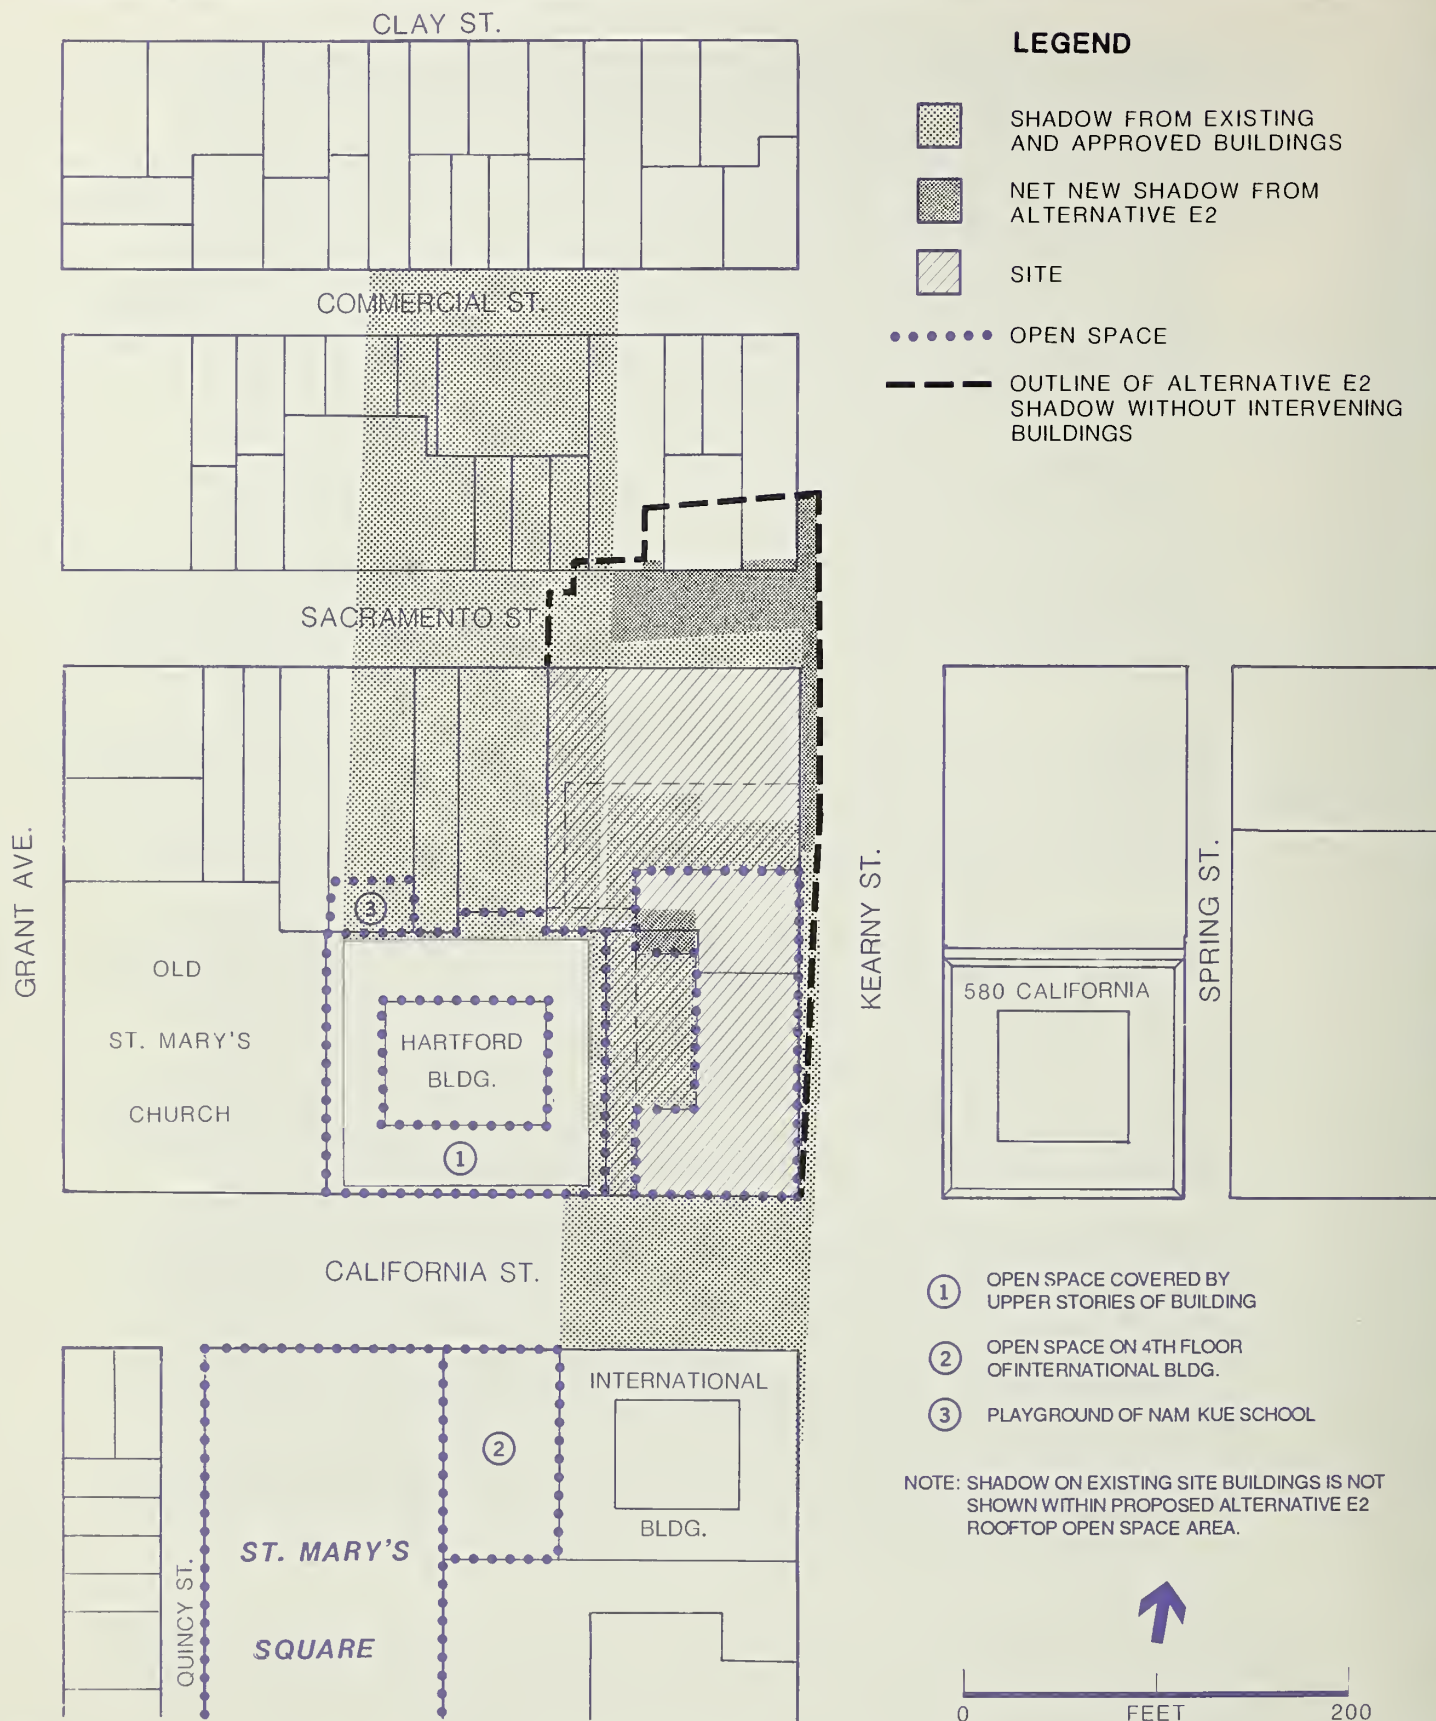 CLAY ST.
LEGEND
SHADOW FROM EXISTING
AND APPROVED BUILDINGS
NET NEW SHADOW FROM
ALTERNATIVE E2
SITE
OPEN SPACE
OUTLINE OF ALTERNATIVE E2
SHADOW WITHOUT INTERVENING
BUILDINGS
COMMERCIAL ST.
SACRAMENTO ST.
GRANT AVE.
3
OLD
ST. MARY'S
CHURCH
HARTFORD
BLDG.
1
KEARNY ST.
SPRING ST.
580 CALIFORNIA
CALIFORNIA ST.
1 OPEN SPACE COVERED BY
UPPER STORIES OF BUILDING
2 OPEN SPACE ON 4TH FLOOR
OF INTERNATIONAL BLDG.
3 PLAYGROUND OF NAM KUE SCHOOL
INTERNATIONAL
BLDG.
2
QUINCY ST.
ST. MARY'S
SQUARE
NOTE: SHADOW ON EXISTING SITE BUILDINGS IS NOT
SHOWN WITHIN PROPOSED ALTERNATIVE E2
ROOFTOP OPEN SPACE AREA.
0 FEET 200